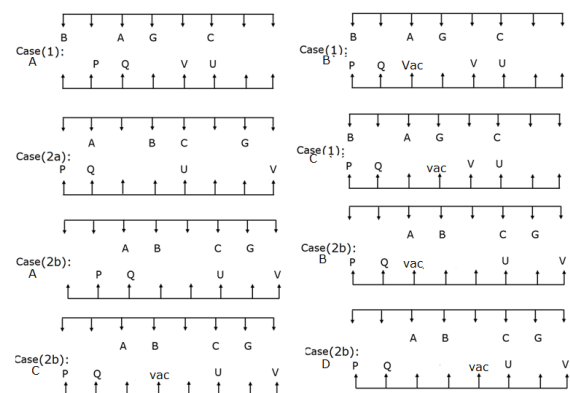 B A G C
Case(1):
A P Q V U
B A G C
Case(1):
B P Q Vac V U
A B C G
Case(2a):
P Q U V
B A G C
Case(1):
C P Q vac V U
A B C G
Case(2b):
A P Q U V
A B C G
Case(2b):
B P Q vac U V
A B C G
Case(2b):
C P Q vac U V
A B C G
Case(2b):
D P Q vac U V